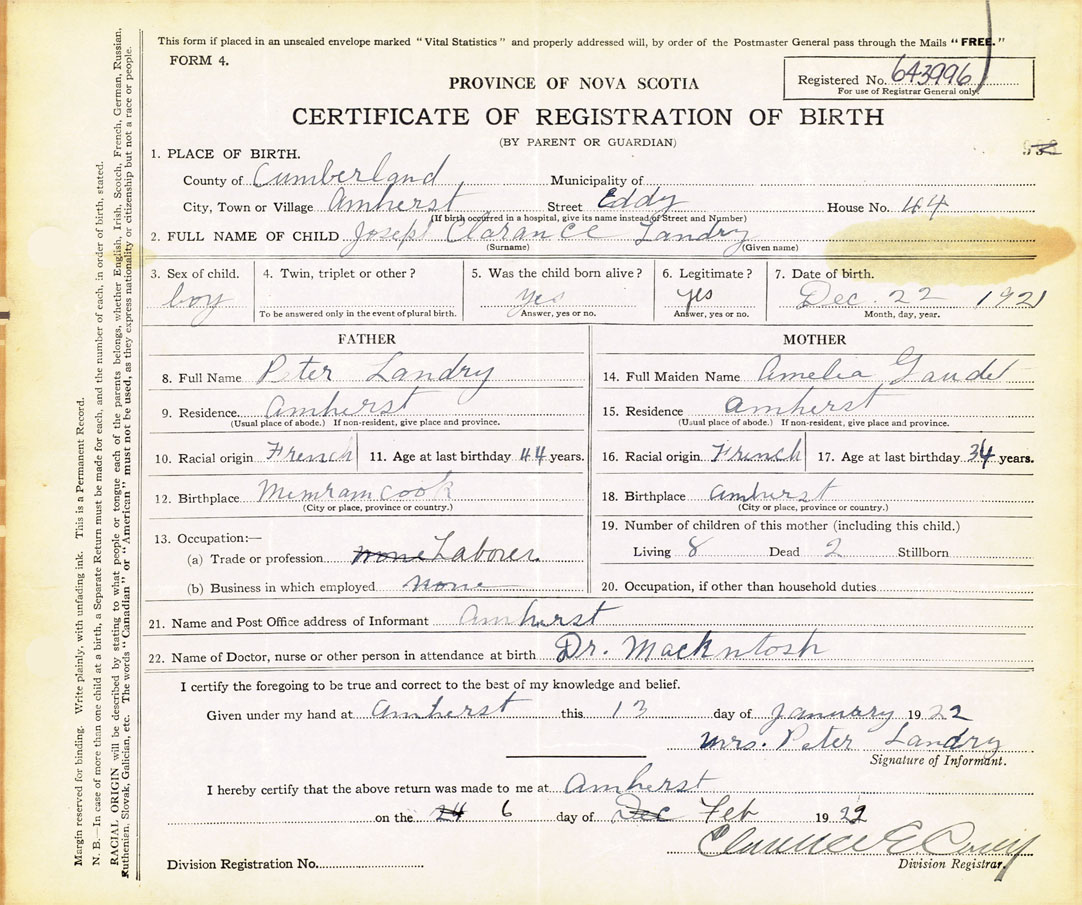 This form if placed in an unsealed envelope marked "Vital Statistics" and properly addressed will, by order of the Postmaster General pass through the Mails "FREE."
FORM 4.
Registered No. 643996
For use of Registrar General only.
PROVINCE OF NOVA SCOTIA
CERTIFICATE OF REGISTRATION OF BIRTH
(BY PARENT OR GUARDIAN)
1. PLACE OF BIRTH.
County of Cumberland Municipality of
City, Town or Village Amherst Street Eddy House No. 44
(If birth occurred in a hospital, give its name instead of Street and Number)
2. FULL NAME OF CHILD Joseph Clarance Landry
(Surname) (Given name)
3. Sex of child. 4. Twin, triplet or other? 5. Was the child born alive? 6. Legitimate? 7. Date of birth.
boy yes yes Dec. 22 1921
To be answered only in the event of plural birth. Answer, yes or no. Answer, yes or no. Month, day, year.
FATHER
8. Full Name Peter Landry
9. Residence. Amherst
(Usual place of abode.) If non-resident, give place and province.
10. Racial origin French 11. Age at last birthday 44 years.
12. Birthplace Memramcook
(City or place, province or country.)
13. Occupation:—
(a) Trade or profession none Laborer
(b) Business in which employed none
MOTHER
14. Full Maiden Name Amelia Gaudet
15. Residence Amherst
(Usual place of abode.) If non-resident, give place and province.
16. Racial origin French 17. Age at last birthday 34 years.
18. Birthplace Amherst
(City or place, province or country.)
19. Number of children of this mother (including this child.)
Living 8 Dead 2 Stillborn
20. Occupation, if other than household duties
21. Name and Post Office address of Informant Amherst
22. Name of Doctor, nurse or other person in attendance at birth Dr. Mackntosh
I certify the foregoing to be true and correct to the best of my knowledge and belief.
Given under my hand at Amherst this 13 day of January 1922
Mrs. Peter Landry
Signature of Informant.
I hereby certify that the above return was made to me at Amherst
on the 24 6 day of Dec Feb 1922
Clarence E
Division Registrar.
Division Registration No.
Margin reserved for binding. Write plainly, with unfading ink. This is a Permanent Record.
N. B.—In case of more than one child at a birth, a Separate Return must be made for each, and the number of each, in order of birth, stated.
RACIAL ORIGIN will be described by stating to what people or tongue each of the parents belongs, whether English, Irish, Scotch, French, German, Russian,
Ruthenian, Slovak, Galician, etc. The words "Canadian" or "American" must not be used, as they express nationality or citizenship but not a race or people.